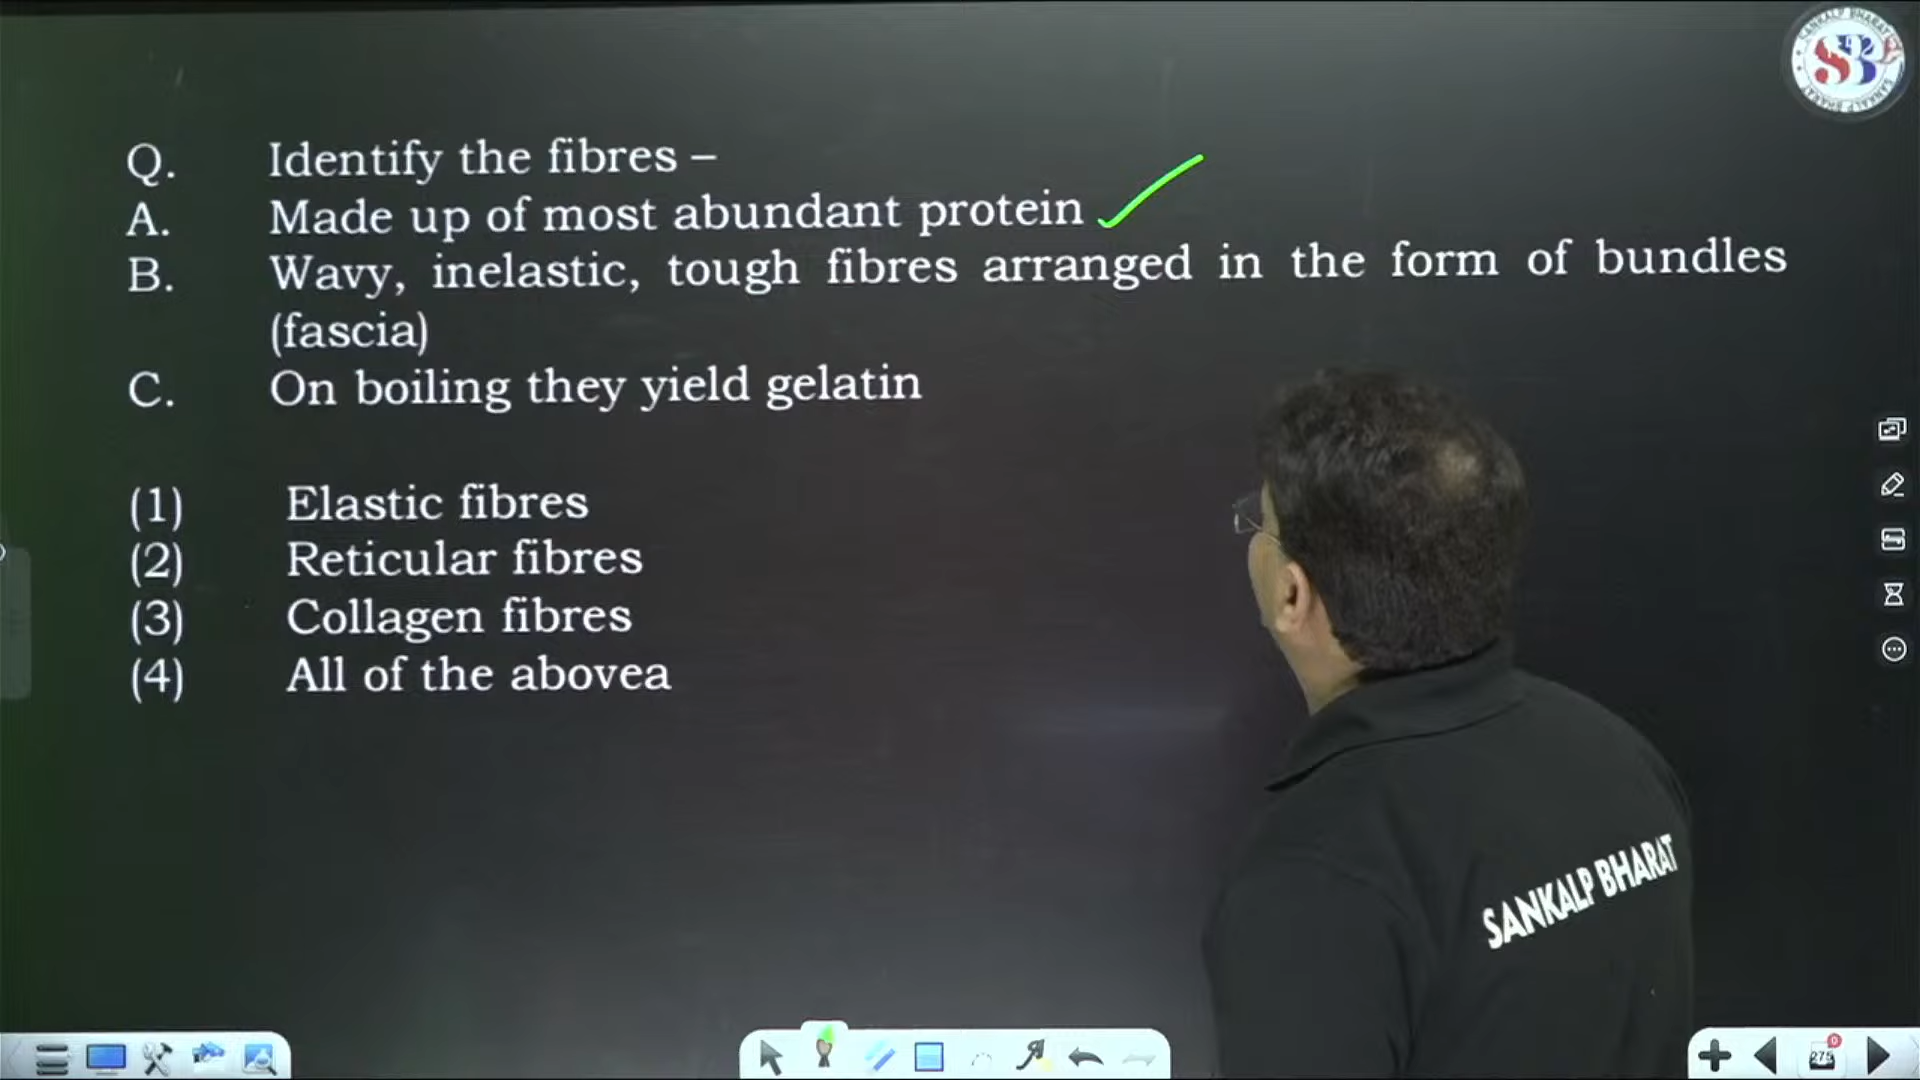 Q. Identify the fibres –
A. Made up of most abundant protein
B. Wavy, inelastic, tough fibres arranged in the form of bundles
(fascia)
C. On boiling they yield gelatin
(1) Elastic fibres
(2) Reticular fibres
(3) Collagen fibres
(4) All of the abovea
SANKALP BHARAT
275
0